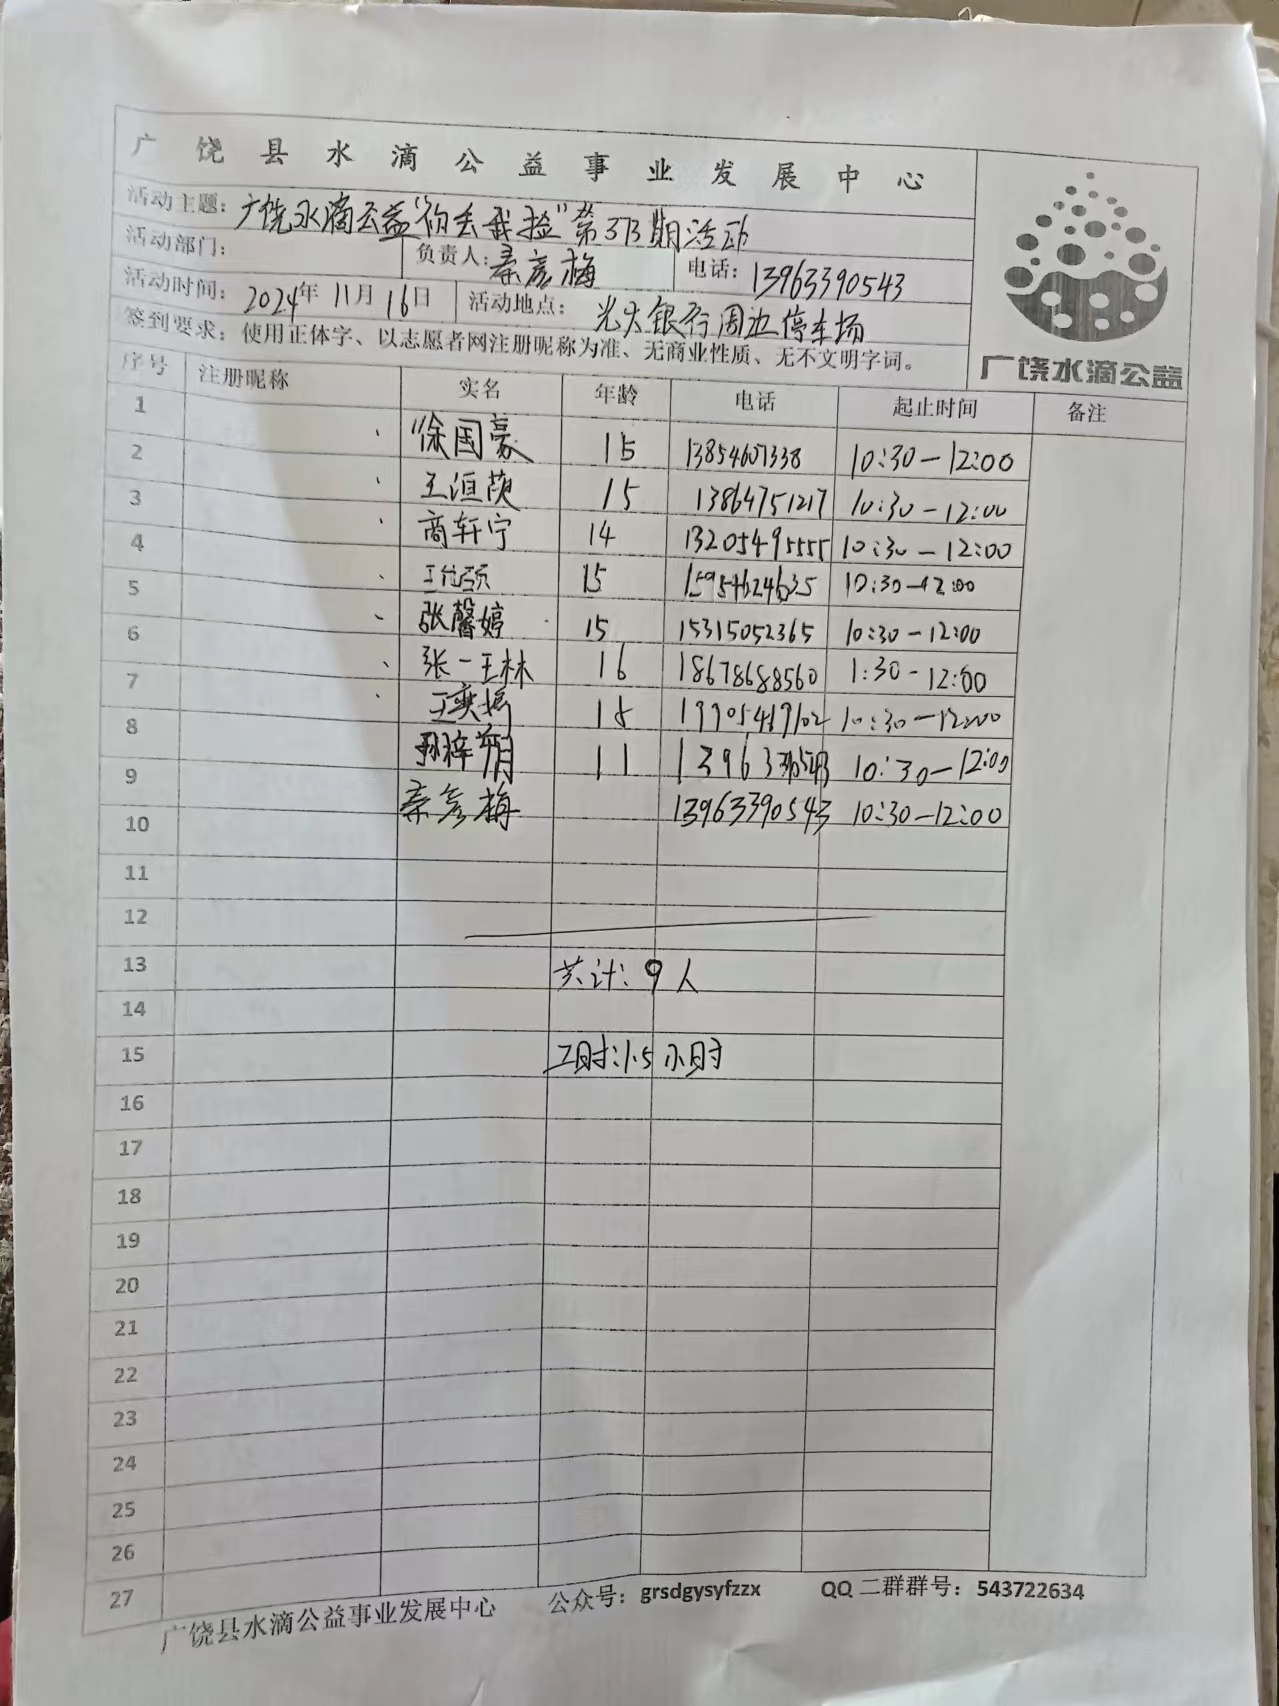 广饶县水滴公益事业发展中心
活动主题：广饶水滴公益"你丢我捡"第373期活动
活动部门： 负责人：秦彦梅 电话：13963390543
活动时间：2024年11月16日 活动地点：光大银行周边停车场
签到要求：使用正体字、以志愿者网注册昵称为准、无商业性质、无不文明字词。
广饶水滴公益
序号 注册昵称 实名 年龄 电话 起止时间 备注
1 徐国豪 15 13854607338 10:30-12:00
2 王洹荧 15 13864751217 10:30-12:00
3 商轩宁 14 13205495555 10:30-12:00
4 15 15954624635 10:30-12:00
5 张馨婷 15 15315052365 10:30-12:00
6 张一王林 16 18678688560 1:30-12:00
7 15 10:30-12:00
8 孙梓萌 11 10:30-12:00
9 秦彦梅 13963390543 10:30-12:00
10
11
12
13 共计：9人
14
15 工时：1.5小时
16
17
18
19
20
21
22
23
24
25
26
27
广饶县水滴公益事业发展中心 公众号：grsdgysyfzzx QQ二群群号：543722634